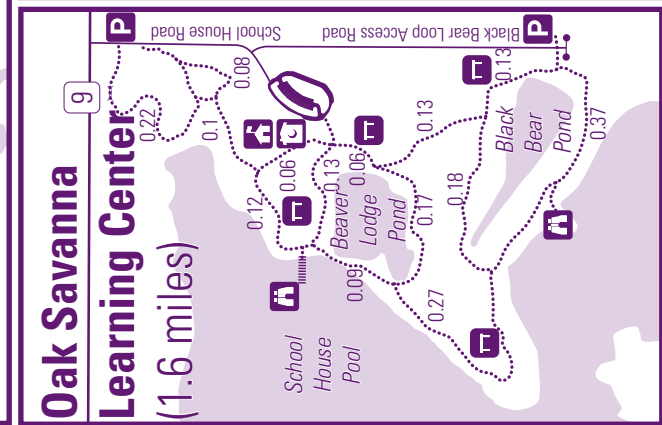 Oak Savanna
9
Learning Center
(1.6 miles)
P
School House Road
Black Bear Loop Access Road
P
0.22
0.1
0.08
0.12
0.06
0.13
0.06
0.13
0.13
0.37
0.18
0.17
0.09
0.27
Beaver
Lodge
Pond
Black
Bear
Pond
School
House
Pool